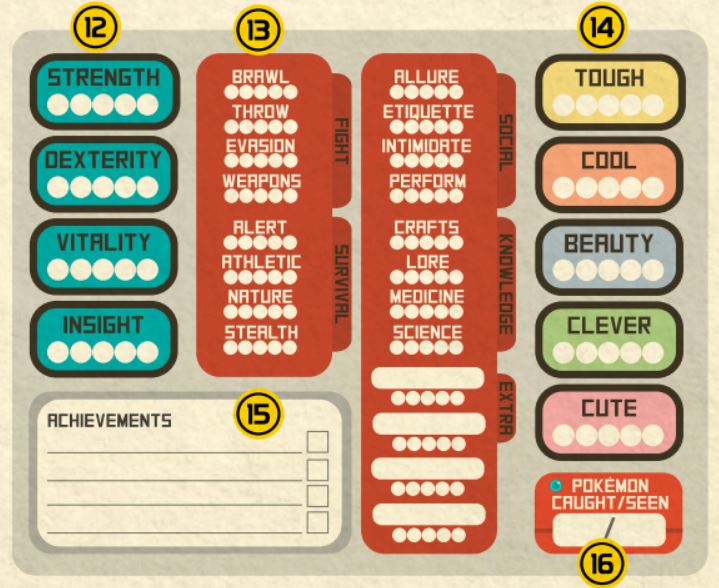 12
13
14
STRENGTH
DEXTERITY
VITALITY
INSIGHT
BRAWL
THROW
EVASION
WEAPONS
FIGHT
ALERT
ATHLETIC
NATURE
STEALTH
SURVIVAL
ALLURE
ETIQUETTE
INTIMIDATE
PERFORM
SOCIAL
CRAFTS
LORE
MEDICINE
SCIENCE
KNOWLEDGE
EXTRA
TOUGH
COOL
BEAUTY
CLEVER
CUTE
ACHIEVEMENTS
15
POKÉMON
CAUGHT/SEEN
/
16